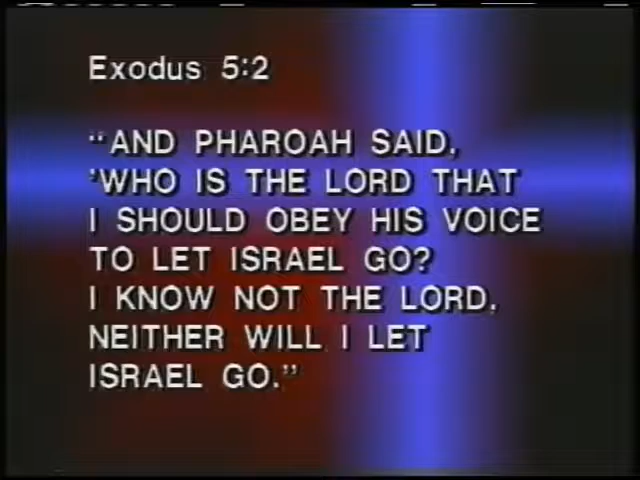 Exodus 5:2
"AND PHAROAH SAID,
'WHO IS THE LORD THAT
I SHOULD OBEY HIS VOICE
TO LET ISRAEL GO?
I KNOW NOT THE LORD,
NEITHER WILL I LET
ISRAEL GO."